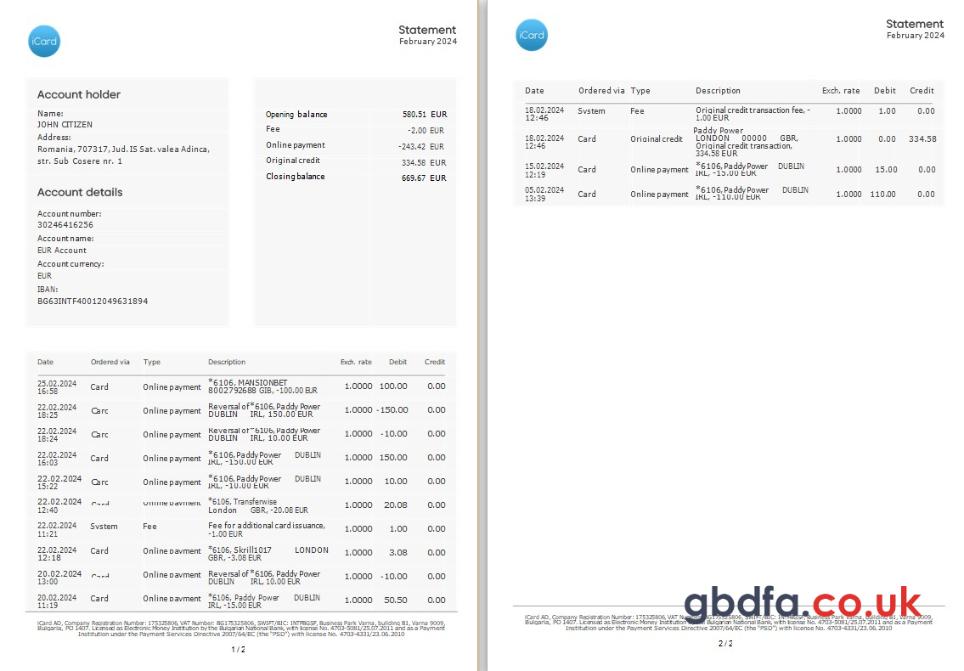 iCard
Statement
February 2024
Account holder
Name:
JOHN CITIZEN
Address:
Romania, 707317, Jud.IS Sat. valea Adinca,
str. Sub Cosere nr. 1
Account details
Account number:
30246416256
Account name:
EUR Account
Account currency:
EUR
IBAN:
BG63INTF40012049631894
Opening balance 580.51 EUR
Fee -2.00 EUR
Online payment -243.42 EUR
Original credit 334.58 EUR
Closing balance 669.67 EUR
Date Ordered via Type Description Exch. rate Debit Credit
25.02.2024 Card Online payment *6106, MANSIONBET 1.0000 100.00 0.00
16:58 8002792688 GIB, -100.00 EUR
22.02.2024 Carc Online payment Reversal of *6106, Paddy Power 1.0000 -150.00 0.00
18:25 DUBLIN IRL, 150.00 EUR
22.02.2024 Carc Online payment Reversal of *6106, Paddy Power 1.0000 -10.00 0.00
18:24 DUBLIN IRL, 10.00 EUR
22.02.2024 Carc Online payment *6106, Paddy Power DUBLIN 1.0000 150.00 0.00
16:03 IRL, -150.00 EUR
22.02.2024 Carc Online payment *6106, Paddy Power DUBLIN 1.0000 10.00 0.00
15:22 IRL, -10.00 EUR
22.02.2024 Card Online payment *6106, Transferwise 1.0000 20.08 0.00
12:40 London GBR, -20.08 EUR
22.02.2024 System Fee Fee for additional card issuance, 1.0000 1.00 0.00
11:21 -1.00 EUR
22.02.2024 Card Online payment *6106, Skrill1017 LONDON 1.0000 3.08 0.00
12:18 GBR, -3.08 EUR
20.02.2024 Card Online payment Reversal of *6106, Paddy Power 1.0000 -10.00 0.00
13:00 DUBLIN IRL, 10.00 EUR
20.02.2024 Card Online payment *6106, Paddy Power DUBLIN 1.0000 50.50 0.00
11:19 IRL, -15.00 EUR
iCard AD, Company Registration Number: 175325806, VAT Number: BG175325806, SWIFT/BIC: INTFBGSF, Business Park Varna, building B1, Varna 9009,
Bulgaria, PO 1407. Licensed as Electronic Money Institution by the Bulgarian National Bank, with license No. 4703-5081/25.07.2011 and as a Payment
Institution under the Payment Services Directive 2007/64/EC (the "PSD") with license No. 4703-4331/23.06.2010
1/2
iCard
Statement
February 2024
Date Ordered via Type Description Exch. rate Debit Credit
18.02.2024 System Fee Original credit transaction fee, - 1.0000 1.00 0.00
12:46 1.00 EUR
Paddy Power
18.02.2024 Card Original credit LONDON 00000 GBR, 1.0000 0.00 334.58
12:46 Original credit transaction,
334.58 EUR
15.02.2024 Card Online payment *6106, Paddy Power DUBLIN 1.0000 15.00 0.00
12:19 IRL, -15.00 EUR
05.02.2024 Card Online payment *6106, Paddy Power DUBLIN 1.0000 110.00 0.00
13:39 IRL, -110.00 EUR
gbdfa.co.uk
iCard AD, Company Registration Number: 175325806, VAT Number: BG175325806, SWIFT/BIC: INTFBGSF, Business Park Varna, building B1, Varna 9009,
Bulgaria, PO 1407. Licensed as Electronic Money Institution by the Bulgarian National Bank, with license No. 4703-5081/25.07.2011 and as a Payment
Institution under the Payment Services Directive 2007/64/EC (the "PSD") with license No. 4703-4331/23.06.2010
2/2